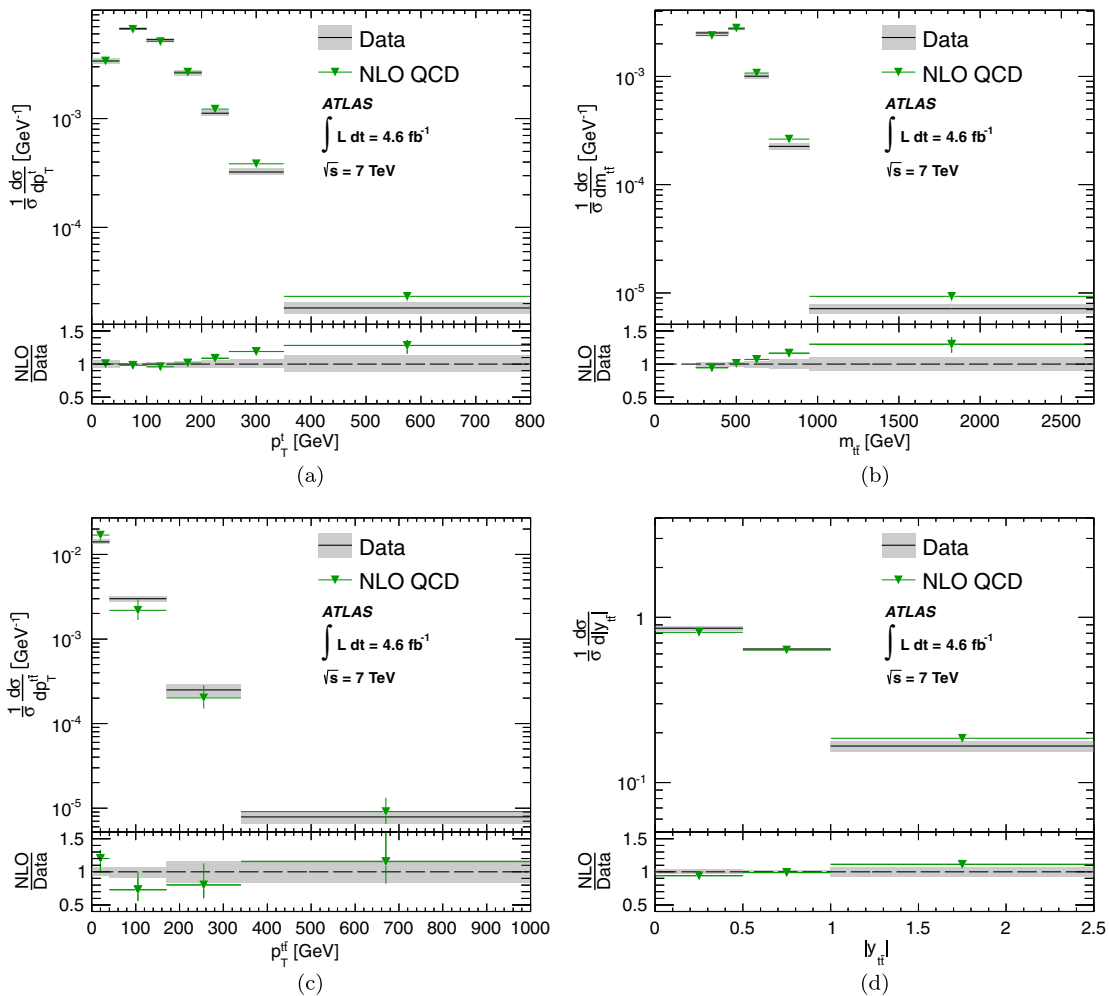 1/σ dσ/dp_T^t [GeV⁻¹]
10⁻³
10⁻⁴
Data
NLO QCD
ATLAS
∫ L dt = 4.6 fb⁻¹
√s = 7 TeV
NLO/Data
1.5
1
0.5
0 100 200 300 400 500 600 700 800
p_T^t [GeV]
(a)
1/σ dσ/dm_tt̄ [GeV⁻¹]
10⁻³
10⁻⁴
10⁻⁵
Data
NLO QCD
ATLAS
∫ L dt = 4.6 fb⁻¹
√s = 7 TeV
NLO/Data
1.5
1
0.5
0 500 1000 1500 2000 2500
m_tt̄ [GeV]
(b)
1/σ dσ/dp_T^tt̄ [GeV⁻¹]
10⁻²
10⁻³
10⁻⁴
10⁻⁵
Data
NLO QCD
ATLAS
∫ L dt = 4.6 fb⁻¹
√s = 7 TeV
NLO/Data
1.5
1
0.5
0 100 200 300 400 500 600 700 800 900 1000
p_T^tt̄ [GeV]
(c)
1/σ dσ/d|y_tt̄|
1
10⁻¹
Data
NLO QCD
ATLAS
∫ L dt = 4.6 fb⁻¹
√s = 7 TeV
NLO/Data
1.5
1
0.5
0 0.5 1 1.5 2 2.5
|y_tt̄|
(d)